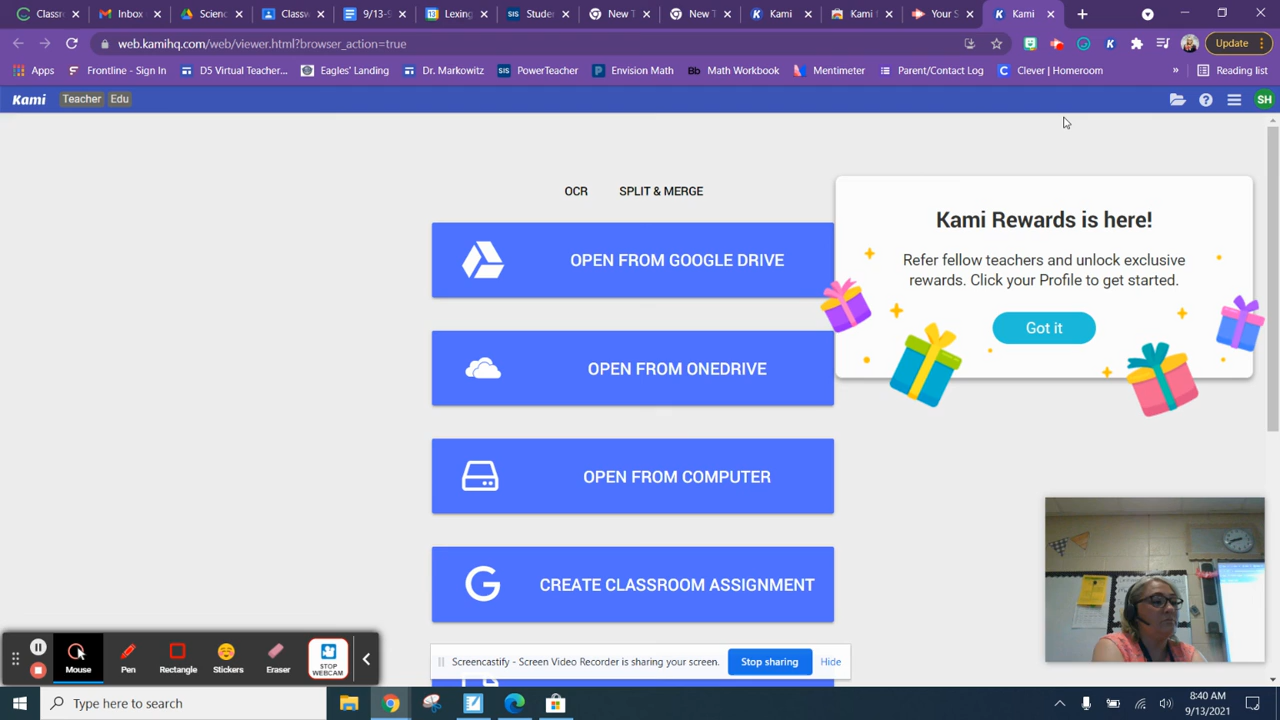 Classr
Inbox
Scienc
Classw
9/13-9
Lexing
SIS Studen
New T
New T
Kami
Kami
Your S
Kami
web.kamihq.com/web/viewer.html?browser_action=true
Update
Apps
Frontline - Sign In
D5 Virtual Teacher...
Eagles' Landing
Dr. Markowitz
SIS PowerTeacher
Envision Math
Bb Math Workbook
Mentimeter
Parent/Contact Log
Clever | Homeroom
»
Reading list
Kami Teacher Edu
SH
OCR SPLIT & MERGE
OPEN FROM GOOGLE DRIVE
OPEN FROM ONEDRIVE
OPEN FROM COMPUTER
G CREATE CLASSROOM ASSIGNMENT
Kami Rewards is here!
Refer fellow teachers and unlock exclusive
rewards. Click your Profile to get started.
Got it
Mouse
Pen
Rectangle
Stickers
Eraser
STOP
WEBCAM
Screencastify - Screen Video Recorder is sharing your screen.
Stop sharing
Hide
Type here to search
8:40 AM
9/13/2021